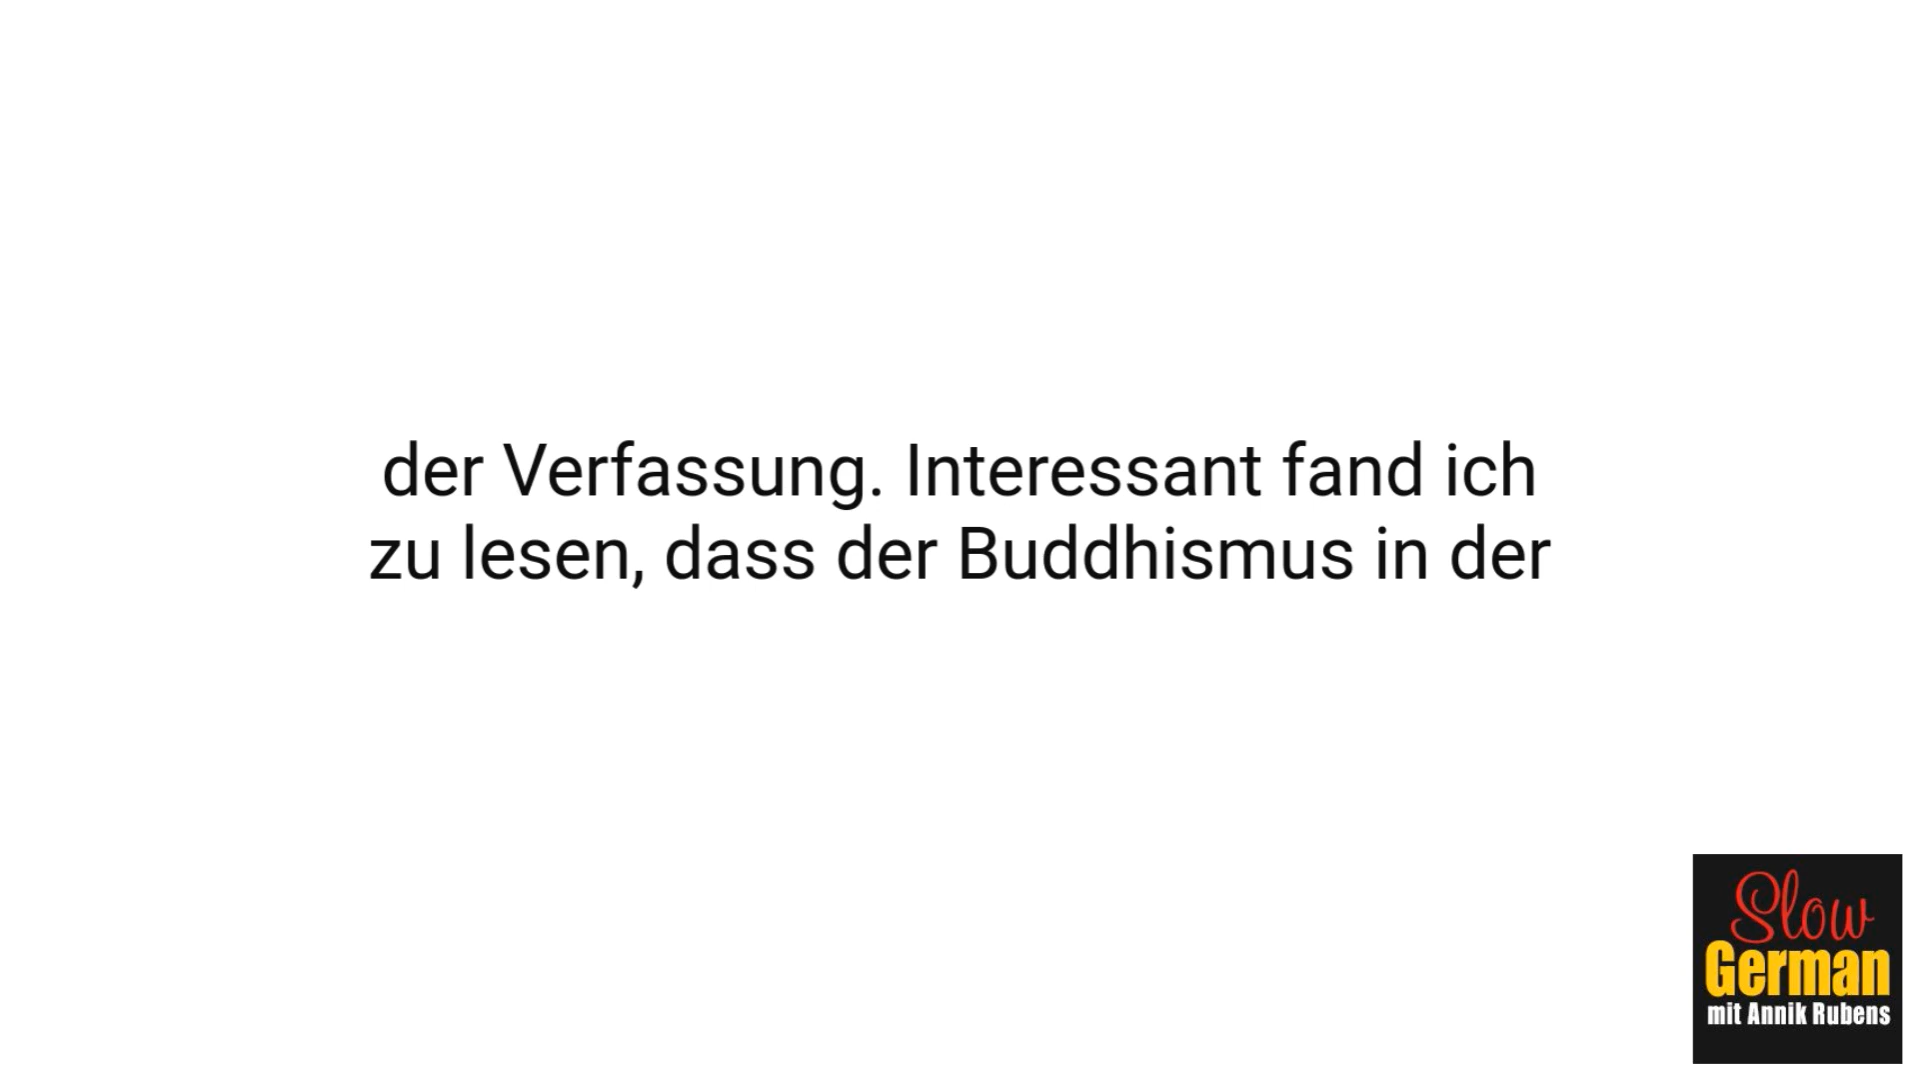 der Verfassung. Interessant fand ich
zu lesen, dass der Buddhismus in der
Slow
German
mit Annik Rubens